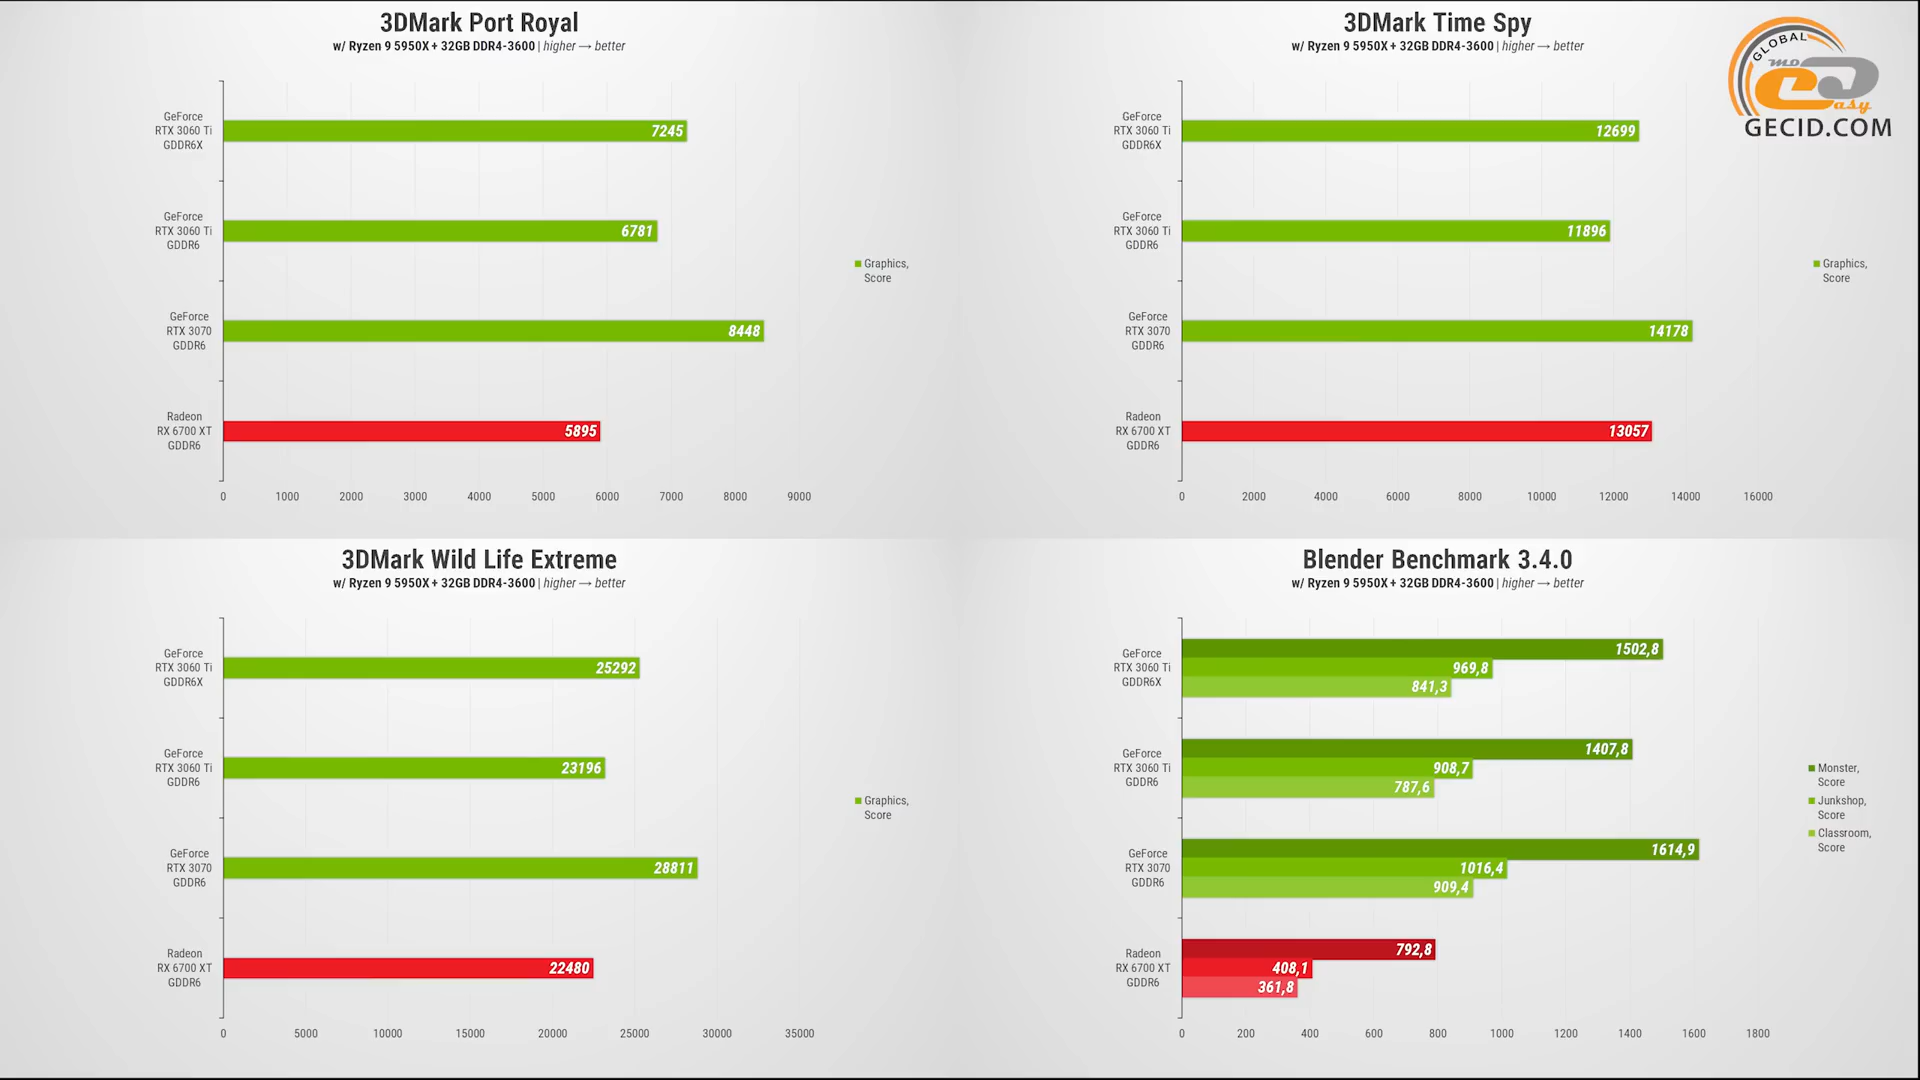 3DMark Port Royal
w/ Ryzen 9 5950X + 32GB DDR4-3600 | higher → better
GeForce
RTX 3060 Ti
GDDR6X
7245
GeForce
RTX 3060 Ti
GDDR6
6781
GeForce
RTX 3070
GDDR6
8448
Radeon
RX 6700 XT
GDDR6
5895
0 1000 2000 3000 4000 5000 6000 7000 8000 9000
Graphics,
Score
3DMark Time Spy
w/ Ryzen 9 5950X + 32GB DDR4-3600 | higher → better
GeForce
RTX 3060 Ti
GDDR6X
12699
GeForce
RTX 3060 Ti
GDDR6
11896
GeForce
RTX 3070
GDDR6
14178
Radeon
RX 6700 XT
GDDR6
13057
0 2000 4000 6000 8000 10000 12000 14000 16000
Graphics,
Score
GLOBAL
mo
asy
GECID.COM
3DMark Wild Life Extreme
w/ Ryzen 9 5950X + 32GB DDR4-3600 | higher → better
GeForce
RTX 3060 Ti
GDDR6X
25292
GeForce
RTX 3060 Ti
GDDR6
23196
GeForce
RTX 3070
GDDR6
28811
Radeon
RX 6700 XT
GDDR6
22480
0 5000 10000 15000 20000 25000 30000 35000
Graphics,
Score
Blender Benchmark 3.4.0
w/ Ryzen 9 5950X + 32GB DDR4-3600 | higher → better
GeForce
RTX 3060 Ti
GDDR6X
1502,8
969,8
841,3
GeForce
RTX 3060 Ti
GDDR6
1407,8
908,7
787,6
GeForce
RTX 3070
GDDR6
1614,9
1016,4
909,4
Radeon
RX 6700 XT
GDDR6
792,8
408,1
361,8
0 200 400 600 800 1000 1200 1400 1600 1800
Monster,
Score
Junkshop,
Score
Classroom,
Score